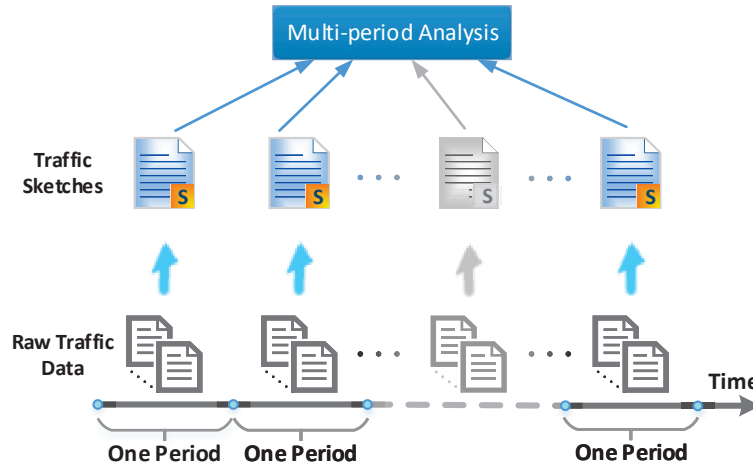 Multi-period Analysis
Traffic
Sketches
S
S
S
S
Raw Traffic
Data
Time
One Period
One Period
One Period